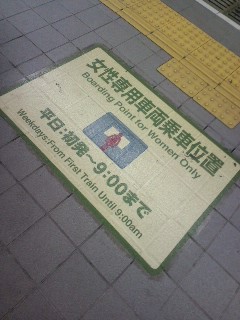 女性専用車両乗車位置
Boarding Point for Women Only
平日:初発～9:00まで
Weekdays:From First Train Until 9:00am